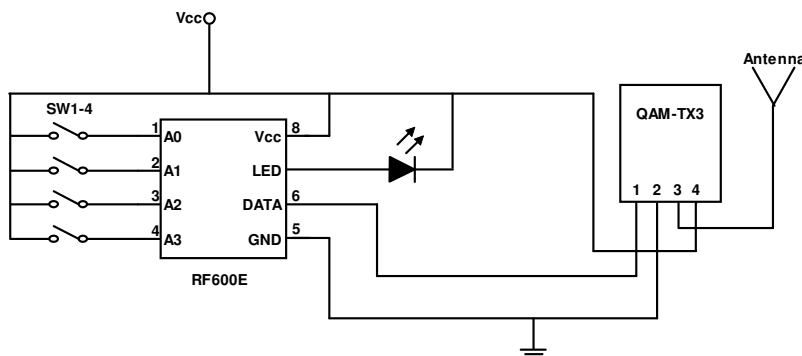 Vcc
Antenna
SW1-4
QAM-TX3
1 A0 Vcc 8
2 A1 LED
3 A2 DATA 6
4 A3 GND 5
1 2 3 4
RF600E